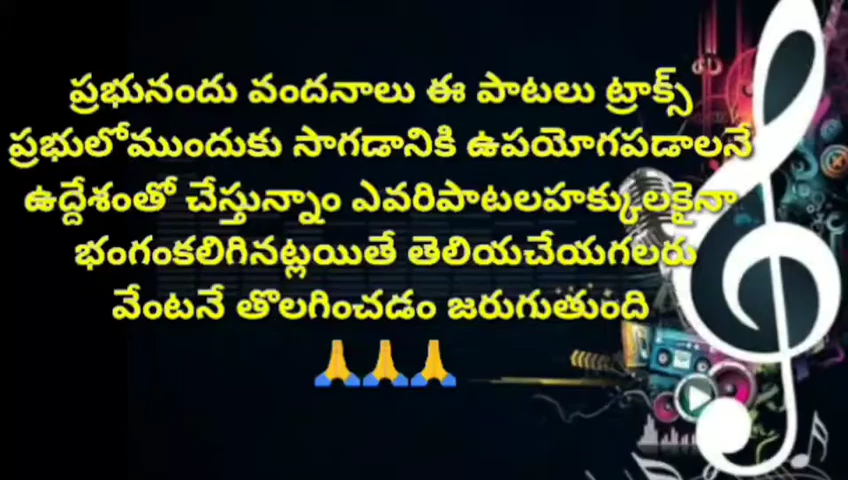 ప్రభునందు వందనాలు ఈ పాటలు ట్రాక్స్
ప్రభులోముందుకు సాగడానికి ఉపయోగపడాలనే
ఉద్దేశంతో చేస్తున్నాం ఎవరిపాటలహక్కులకైనా
భంగంకలిగినట్లయితే తెలియచేయగలరు
వేంటనే తొలగించడం జరుగుతుంది
🙏🙏🙏